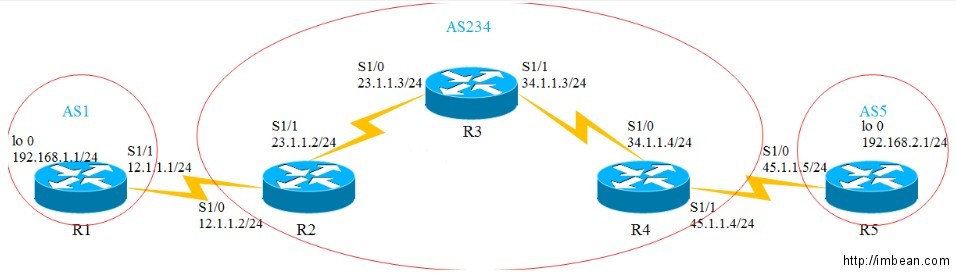 AS234
S1/0
23.1.1.3/24
S1/1
34.1.1.3/24
R3
AS1
lo 0
192.168.1.1/24
S1/1
12.1.1.1/24
R1
S1/0
12.1.1.2/24
S1/1
23.1.1.2/24
R2
S1/0
34.1.1.4/24
R4
S1/1
45.1.1.4/24
AS5
lo 0
192.168.2.1/24
S1/0
45.1.1.5/24
R5
http://imbean.com